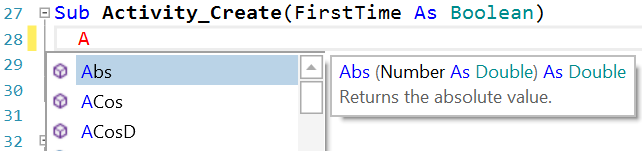 27 Sub Activity_Create(FirstTime As Boolean)
28 A
29 Abs
30 ACos
31 ACosD
32
Abs (Number As Double) As Double
Returns the absolute value.